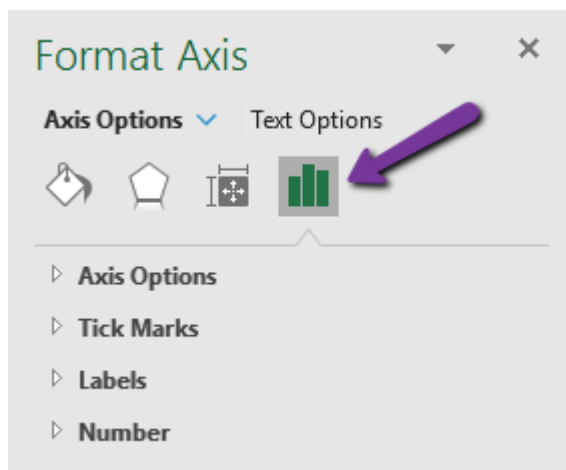 Format Axis
Axis Options Text Options
Axis Options
Tick Marks
Labels
Number